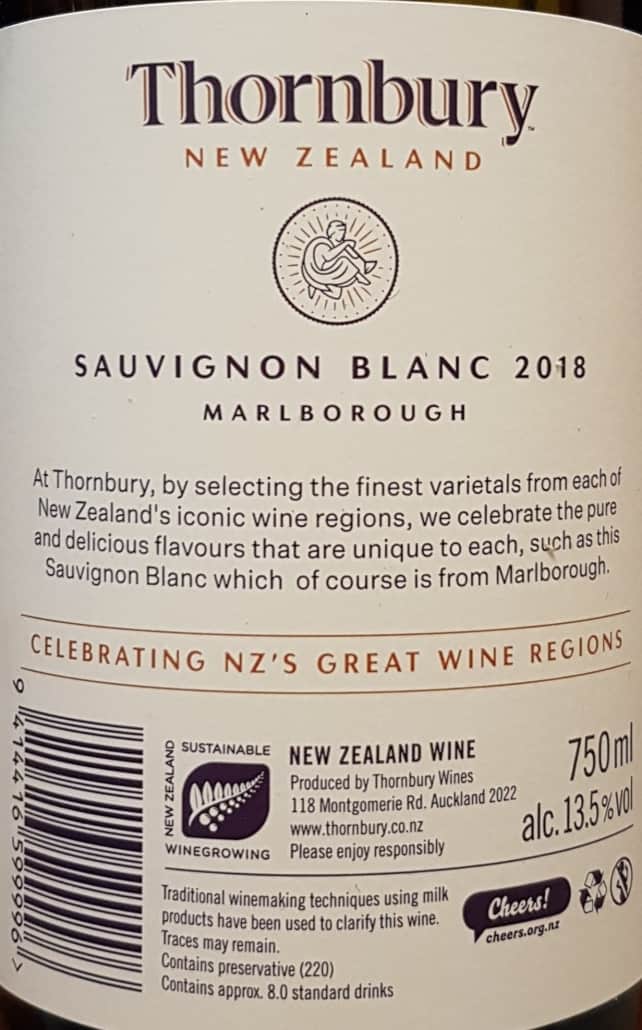 Thornbury
NEW ZEALAND
SAUVIGNON BLANC 2018
MARLBOROUGH
At Thornbury, by selecting the finest varietals from each of
New Zealand's iconic wine regions, we celebrate the pure
and delicious flavours that are unique to each, such as this
Sauvignon Blanc which of course is from Marlborough.
CELEBRATING NZ'S GREAT WINE REGIONS
9 414416 599996 >
NEW ZEALAND
SUSTAINABLE
WINEGROWING
NEW ZEALAND WINE
Produced by Thornbury Wines
118 Montgomerie Rd. Auckland 2022
www.thornbury.co.nz
Please enjoy responsibly
750ml
alc. 13.5%vol
Traditional winemaking techniques using milk
products have been used to clarify this wine.
Traces may remain.
Contains preservative (220)
Contains approx. 8.0 standard drinks
Cheers!
cheers.org.nz